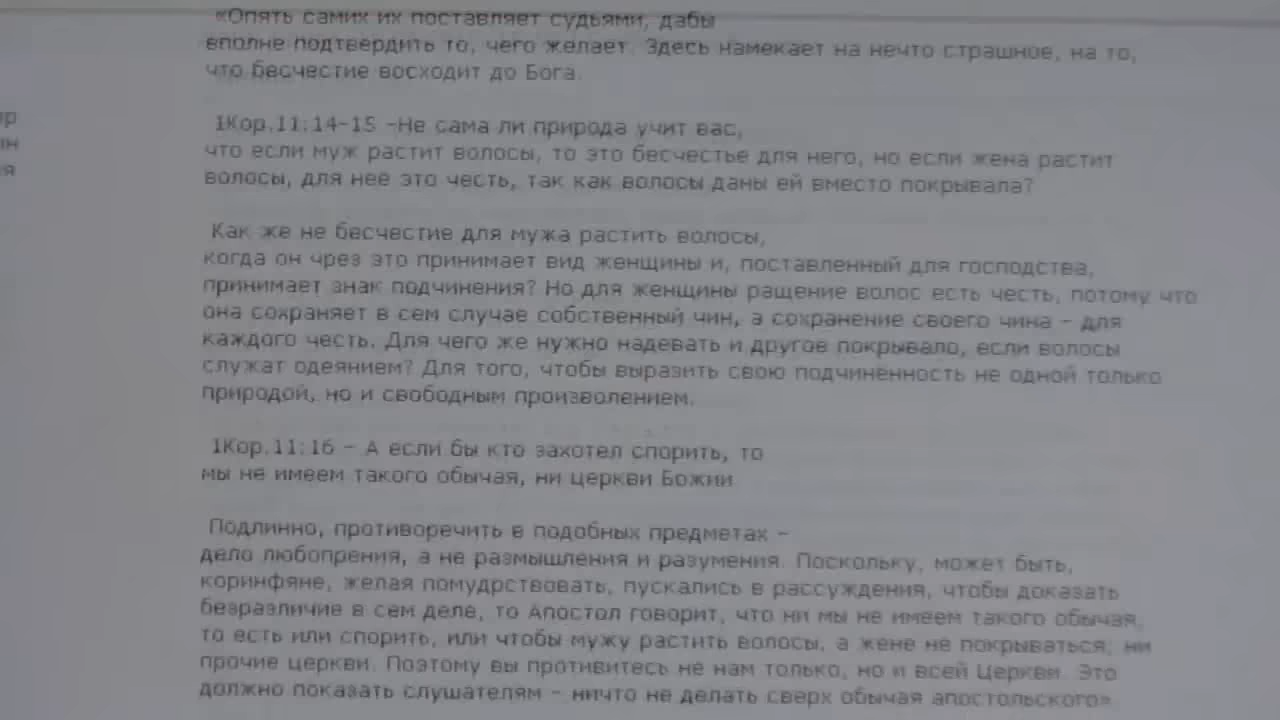 «Опять самих их поставляет судьями, дабы
вполне подтвердить то, чего желает. Здесь намекает на нечто страшное, на то,
что бесчестие восходит до Бога.
1Кор.11:14-15 –Не сама ли природа учит вас,
что если муж растит волосы, то это бесчестье для него, но если жена растит
волосы, для нее это честь, так как волосы даны ей вместо покрывала?
Как же не бесчестие для мужа растить волосы,
когда он чрез это принимает вид женщины и, поставленный для господства,
принимает знак подчинения? Но для женщины ращение волос есть честь, потому что
она сохраняет в сем случае собственный чин, а сохранение своего чина – для
каждого честь. Для чего же нужно надевать и другое покрывало, если волосы
служат одеянием? Для того, чтобы выразить свою подчинённость не одной только
природой, но и свободным произволением.
1Кор.11:16 – А если бы кто захотел спорить, то
мы не имеем такого обычая, ни церкви Божии.
Подлинно, противоречить в подобных предметах –
дело любопрения, а не размышления и разумения. Поскольку, может быть,
коринфяне, желая помудрствовать, пускались в рассуждения, чтобы доказать
безразличие в сем деле, то Апостол говорит, что ни мы не имеем такого обычая,
то есть или спорить, или чтобы мужу растить волосы, а жене не покрываться; ни
прочие церкви. Поэтому вы противитесь не нам только, но и всей Церкви. Это
должно показать слушателям – ничто не делать сверх обычая апостольского».